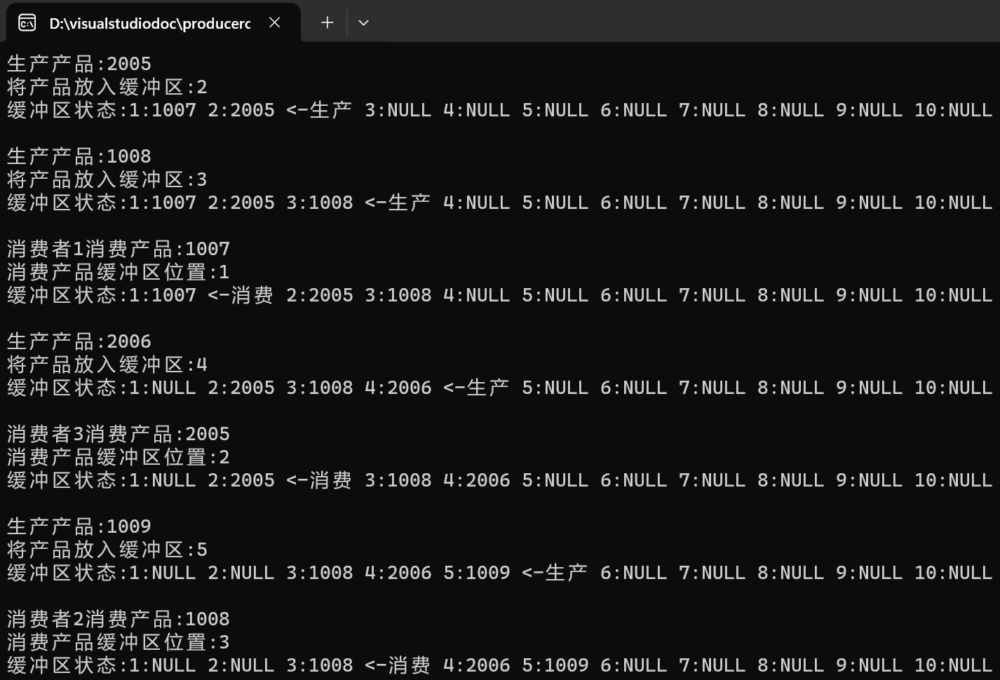 D:\visualstudiodoc\producerc
生产产品:2005
将产品放入缓冲区:2
缓冲区状态:1:1007 2:2005 <-生产 3:NULL 4:NULL 5:NULL 6:NULL 7:NULL 8:NULL 9:NULL 10:NULL
生产产品:1008
将产品放入缓冲区:3
缓冲区状态:1:1007 2:2005 3:1008 <-生产 4:NULL 5:NULL 6:NULL 7:NULL 8:NULL 9:NULL 10:NULL
消费者1消费产品:1007
消费产品缓冲区位置:1
缓冲区状态:1:1007 <-消费 2:2005 3:1008 4:NULL 5:NULL 6:NULL 7:NULL 8:NULL 9:NULL 10:NULL
生产产品:2006
将产品放入缓冲区:4
缓冲区状态:1:NULL 2:2005 3:1008 4:2006 <-生产 5:NULL 6:NULL 7:NULL 8:NULL 9:NULL 10:NULL
消费者3消费产品:2005
消费产品缓冲区位置:2
缓冲区状态:1:NULL 2:2005 <-消费 3:1008 4:2006 5:NULL 6:NULL 7:NULL 8:NULL 9:NULL 10:NULL
生产产品:1009
将产品放入缓冲区:5
缓冲区状态:1:NULL 2:NULL 3:1008 4:2006 5:1009 <-生产 6:NULL 7:NULL 8:NULL 9:NULL 10:NULL
消费者2消费产品:1008
消费产品缓冲区位置:3
缓冲区状态:1:NULL 2:NULL 3:1008 <-消费 4:2006 5:1009 6:NULL 7:NULL 8:NULL 9:NULL 10:NULL